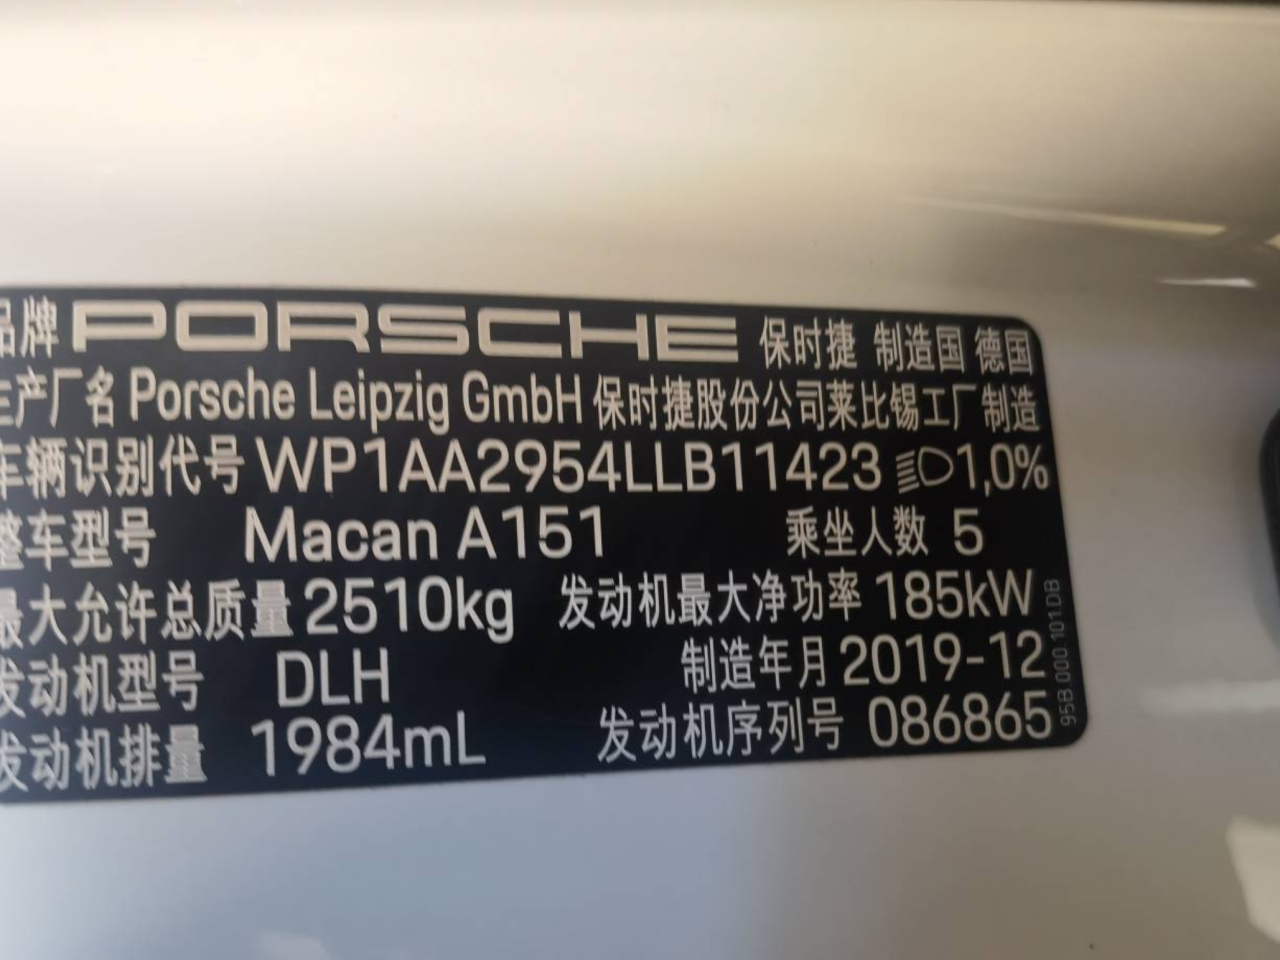 品牌 PORSCHE 保时捷 制造国 德国
生产厂名 Porsche Leipzig GmbH 保时捷股份公司莱比锡工厂制造
车辆识别代号 WP1AA2954LLB11423 1,0%
整车型号 Macan A151 乘坐人数 5
最大允许总质量 2510kg 发动机最大净功率 185kW
发动机型号 DLH 制造年月 2019-12
发动机排量 1984mL 发动机序列号 086865
95B.000.101.DB